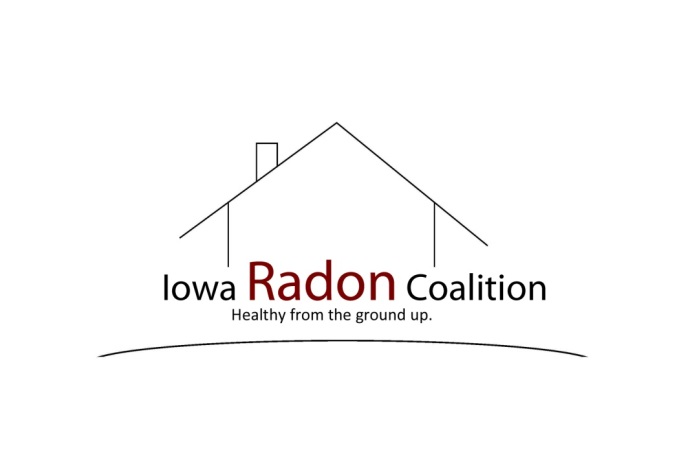 Iowa Radon Coalition
Healthy from the ground up.